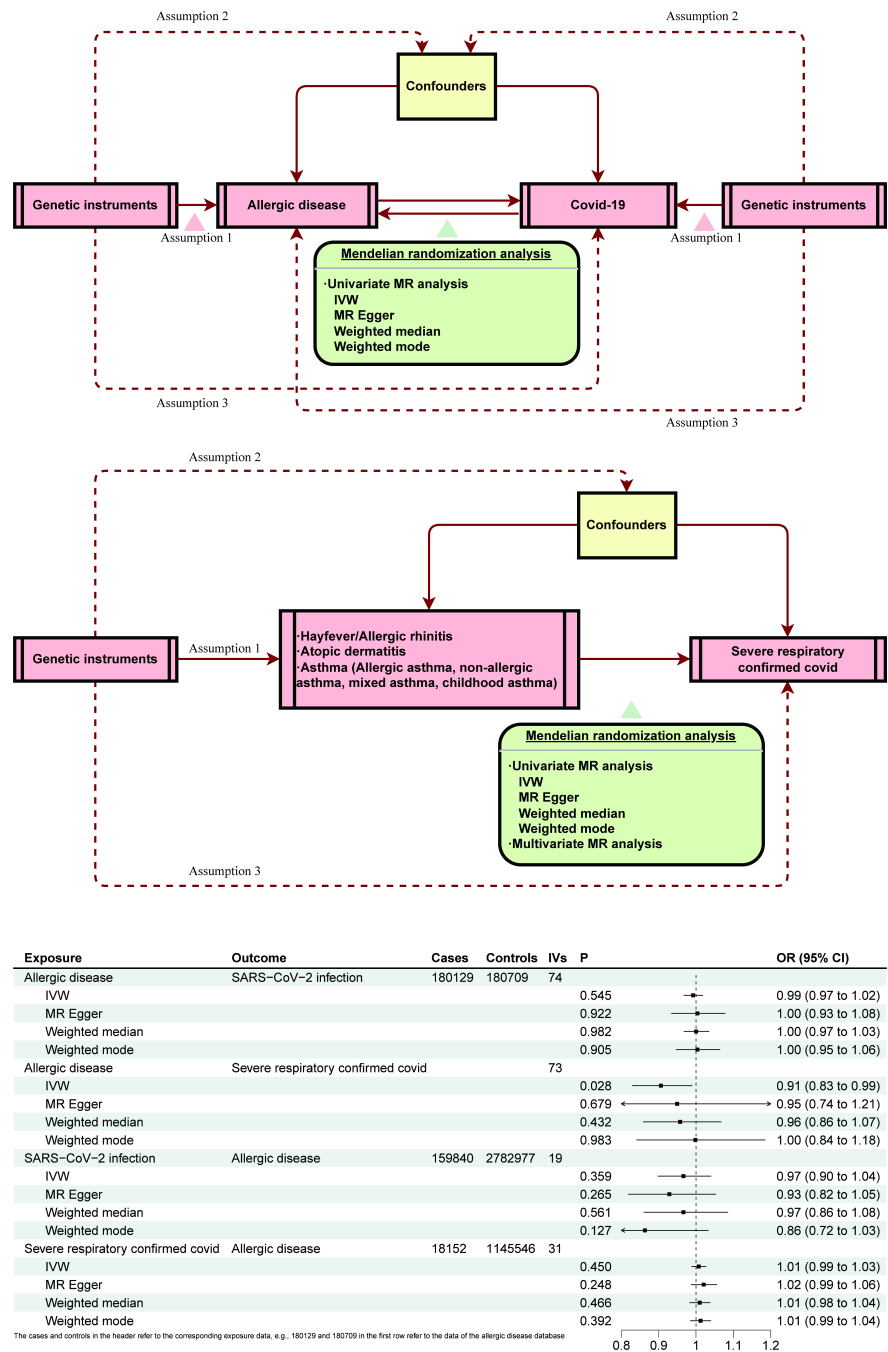 Assumption 2
Assumption 2
Confounders
Genetic instruments
Allergic disease
Covid-19
Genetic instruments
Assumption 1
Assumption 1
Mendelian randomization analysis
·Univariate MR analysis
IVW
MR Egger
Weighted median
Weighted mode
Assumption 3
Assumption 3
Assumption 2
Confounders
Genetic instruments
Assumption 1
·Hayfever/Allergic rhinitis
·Atopic dermatitis
·Asthma (Allergic asthma, non-allergic
asthma, mixed asthma, childhood asthma)
Severe respiratory
confirmed covid
Mendelian randomization analysis
·Univariate MR analysis
IVW
MR Egger
Weighted median
Weighted mode
·Multivariate MR analysis
Assumption 3
Exposure Outcome Cases Controls IVs P OR (95% CI)
Allergic disease SARS−CoV−2 infection 180129 180709 74
IVW 0.545 0.99 (0.97 to 1.02)
MR Egger 0.922 1.00 (0.93 to 1.08)
Weighted median 0.982 1.00 (0.97 to 1.03)
Weighted mode 0.905 1.00 (0.95 to 1.06)
Allergic disease Severe respiratory confirmed covid 73
IVW 0.028 0.91 (0.83 to 0.99)
MR Egger 0.679 0.95 (0.74 to 1.21)
Weighted median 0.432 0.96 (0.86 to 1.07)
Weighted mode 0.983 1.00 (0.84 to 1.18)
SARS−CoV−2 infection Allergic disease 159840 2782977 19
IVW 0.359 0.97 (0.90 to 1.04)
MR Egger 0.265 0.93 (0.82 to 1.05)
Weighted median 0.561 0.97 (0.86 to 1.08)
Weighted mode 0.127 0.86 (0.72 to 1.03)
Severe respiratory confirmed covid Allergic disease 18152 1145546 31
IVW 0.450 1.01 (0.99 to 1.03)
MR Egger 0.248 1.02 (0.99 to 1.06)
Weighted median 0.466 1.01 (0.98 to 1.04)
Weighted mode 0.392 1.01 (0.99 to 1.04)
The cases and controls in the header refer to the corresponding exposure data, e.g., 180129 and 180709 in the first row refer to the data of the allergic disease database
0.8 0.9 1 1.1 1.2